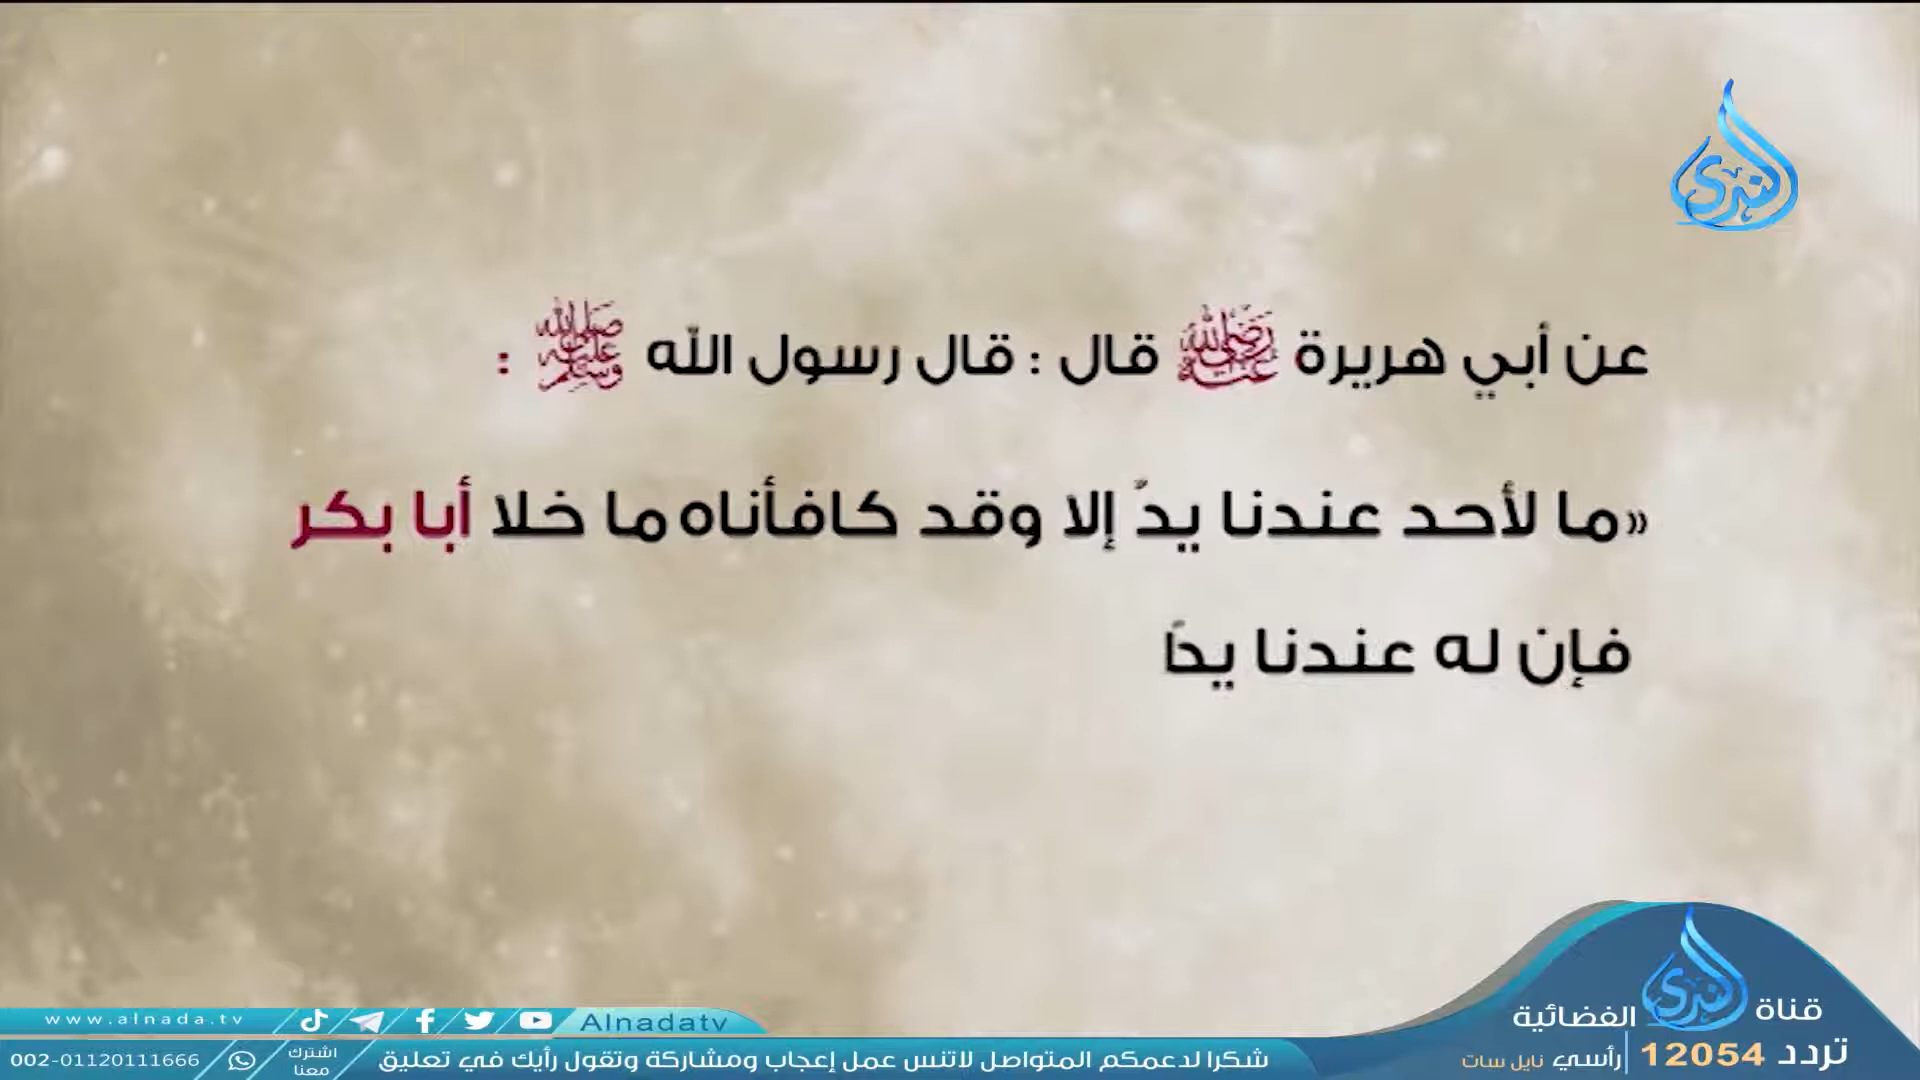 الندى
عن أبي هريرة رضي الله عنه قال : قال رسول الله صلى الله عليه وسلم :
«ما لأحد عندنا يدٌ إلا وقد كافأناه ما خلا أبا بكر
فإن له عندنا يدًا
www.alnada.tv
Alnadatv
قناة الندى الفضائية
تردد 12054 رأسي نايل سات
002-01120111666
اشترك معنا
شكرا لدعمكم المتواصل لاتنس عمل إعجاب ومشاركة وتقول رأيك في تعليق